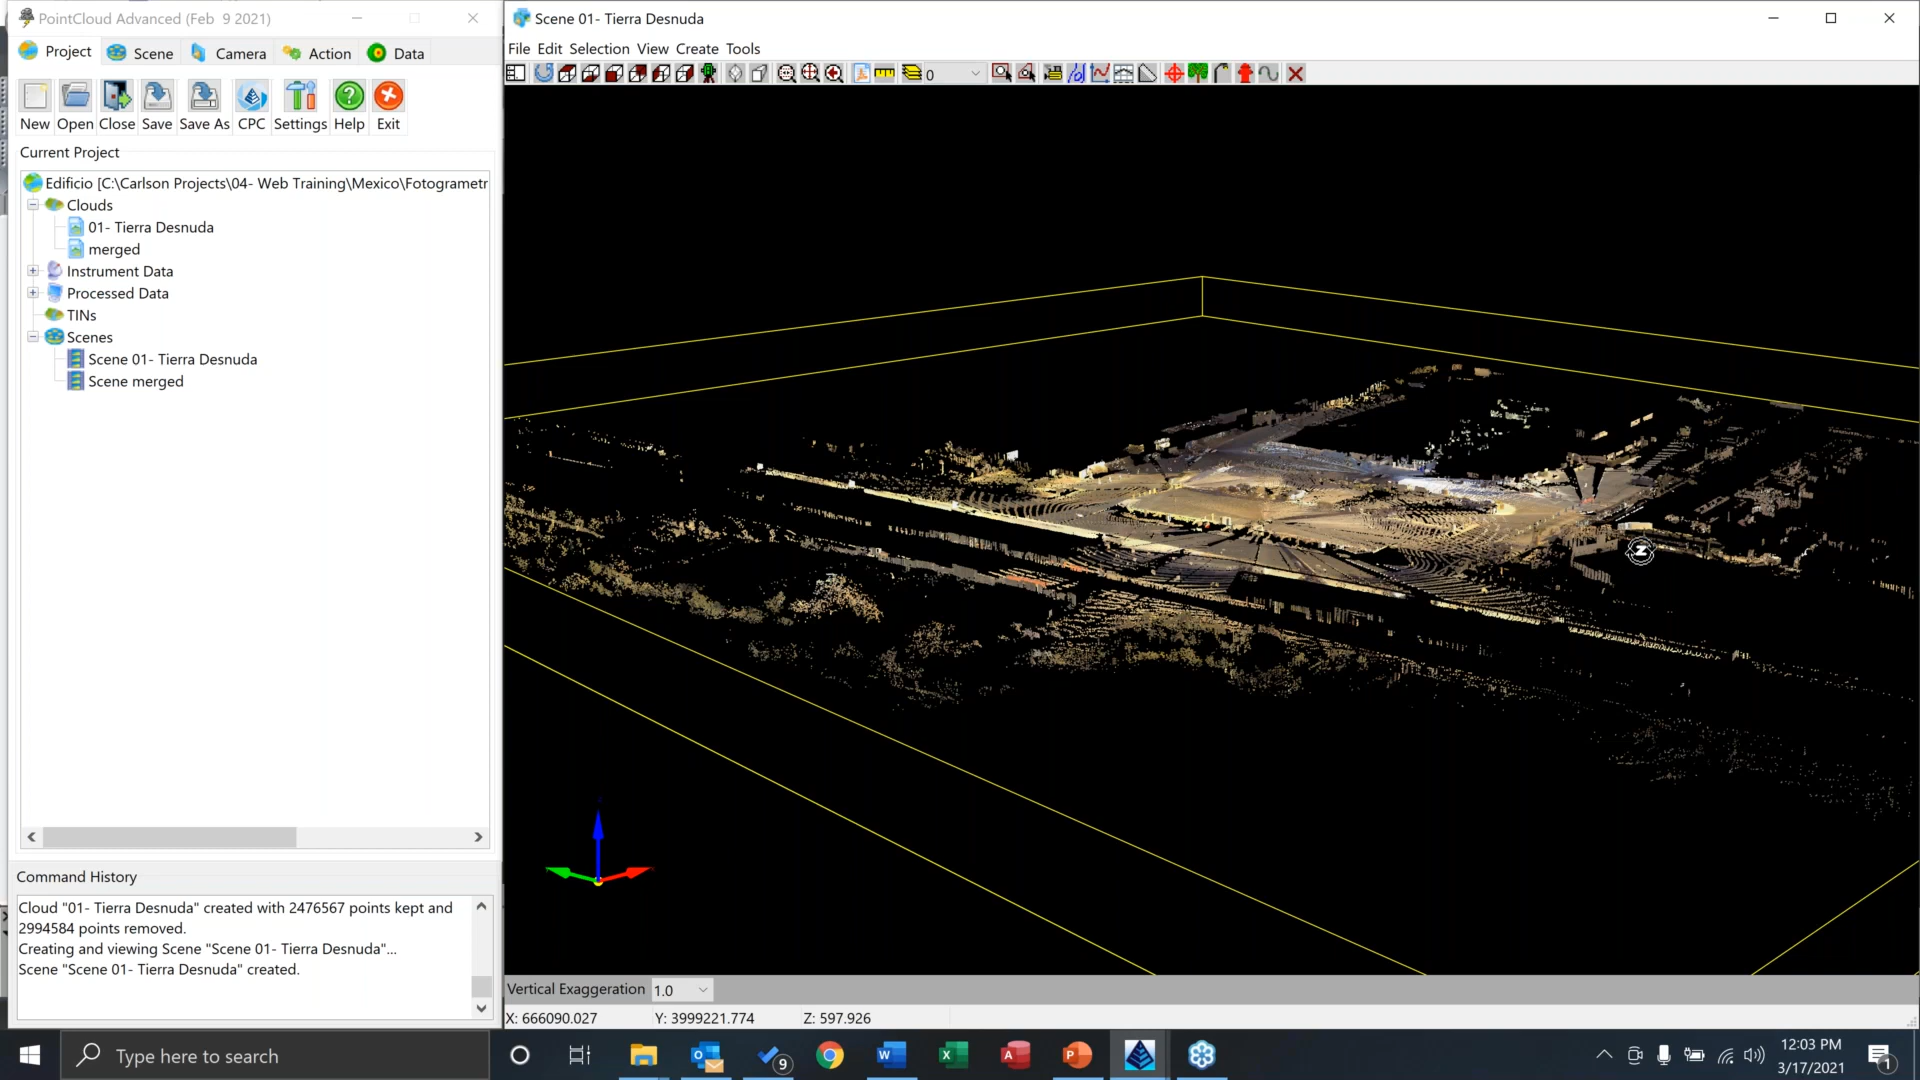 PointCloud Advanced (Feb  9 2021)
Project
Scene
Camera
Action
Data
New
Open
Close
Save
Save As
CPC
Settings
Help
Exit
Current Project
Edificio [C:\Carlson Projects\04- Web Training\Mexico\Fotogrametr
Clouds
01- Tierra Desnuda
merged
Instrument Data
Processed Data
TINs
Scenes
Scene 01- Tierra Desnuda
Scene merged
Command History
Cloud "01- Tierra Desnuda" created with 2476567 points kept and
2994584 points removed.
Creating and viewing Scene "Scene 01- Tierra Desnuda"...
Scene "Scene 01- Tierra Desnuda" created.
Scene 01- Tierra Desnuda
File Edit Selection View Create Tools
0
Z
Vertical Exaggeration 1.0
X: 666090.027 Y: 3999221.774 Z: 597.926
Type here to search
9
12:03 PM
3/17/2021
1